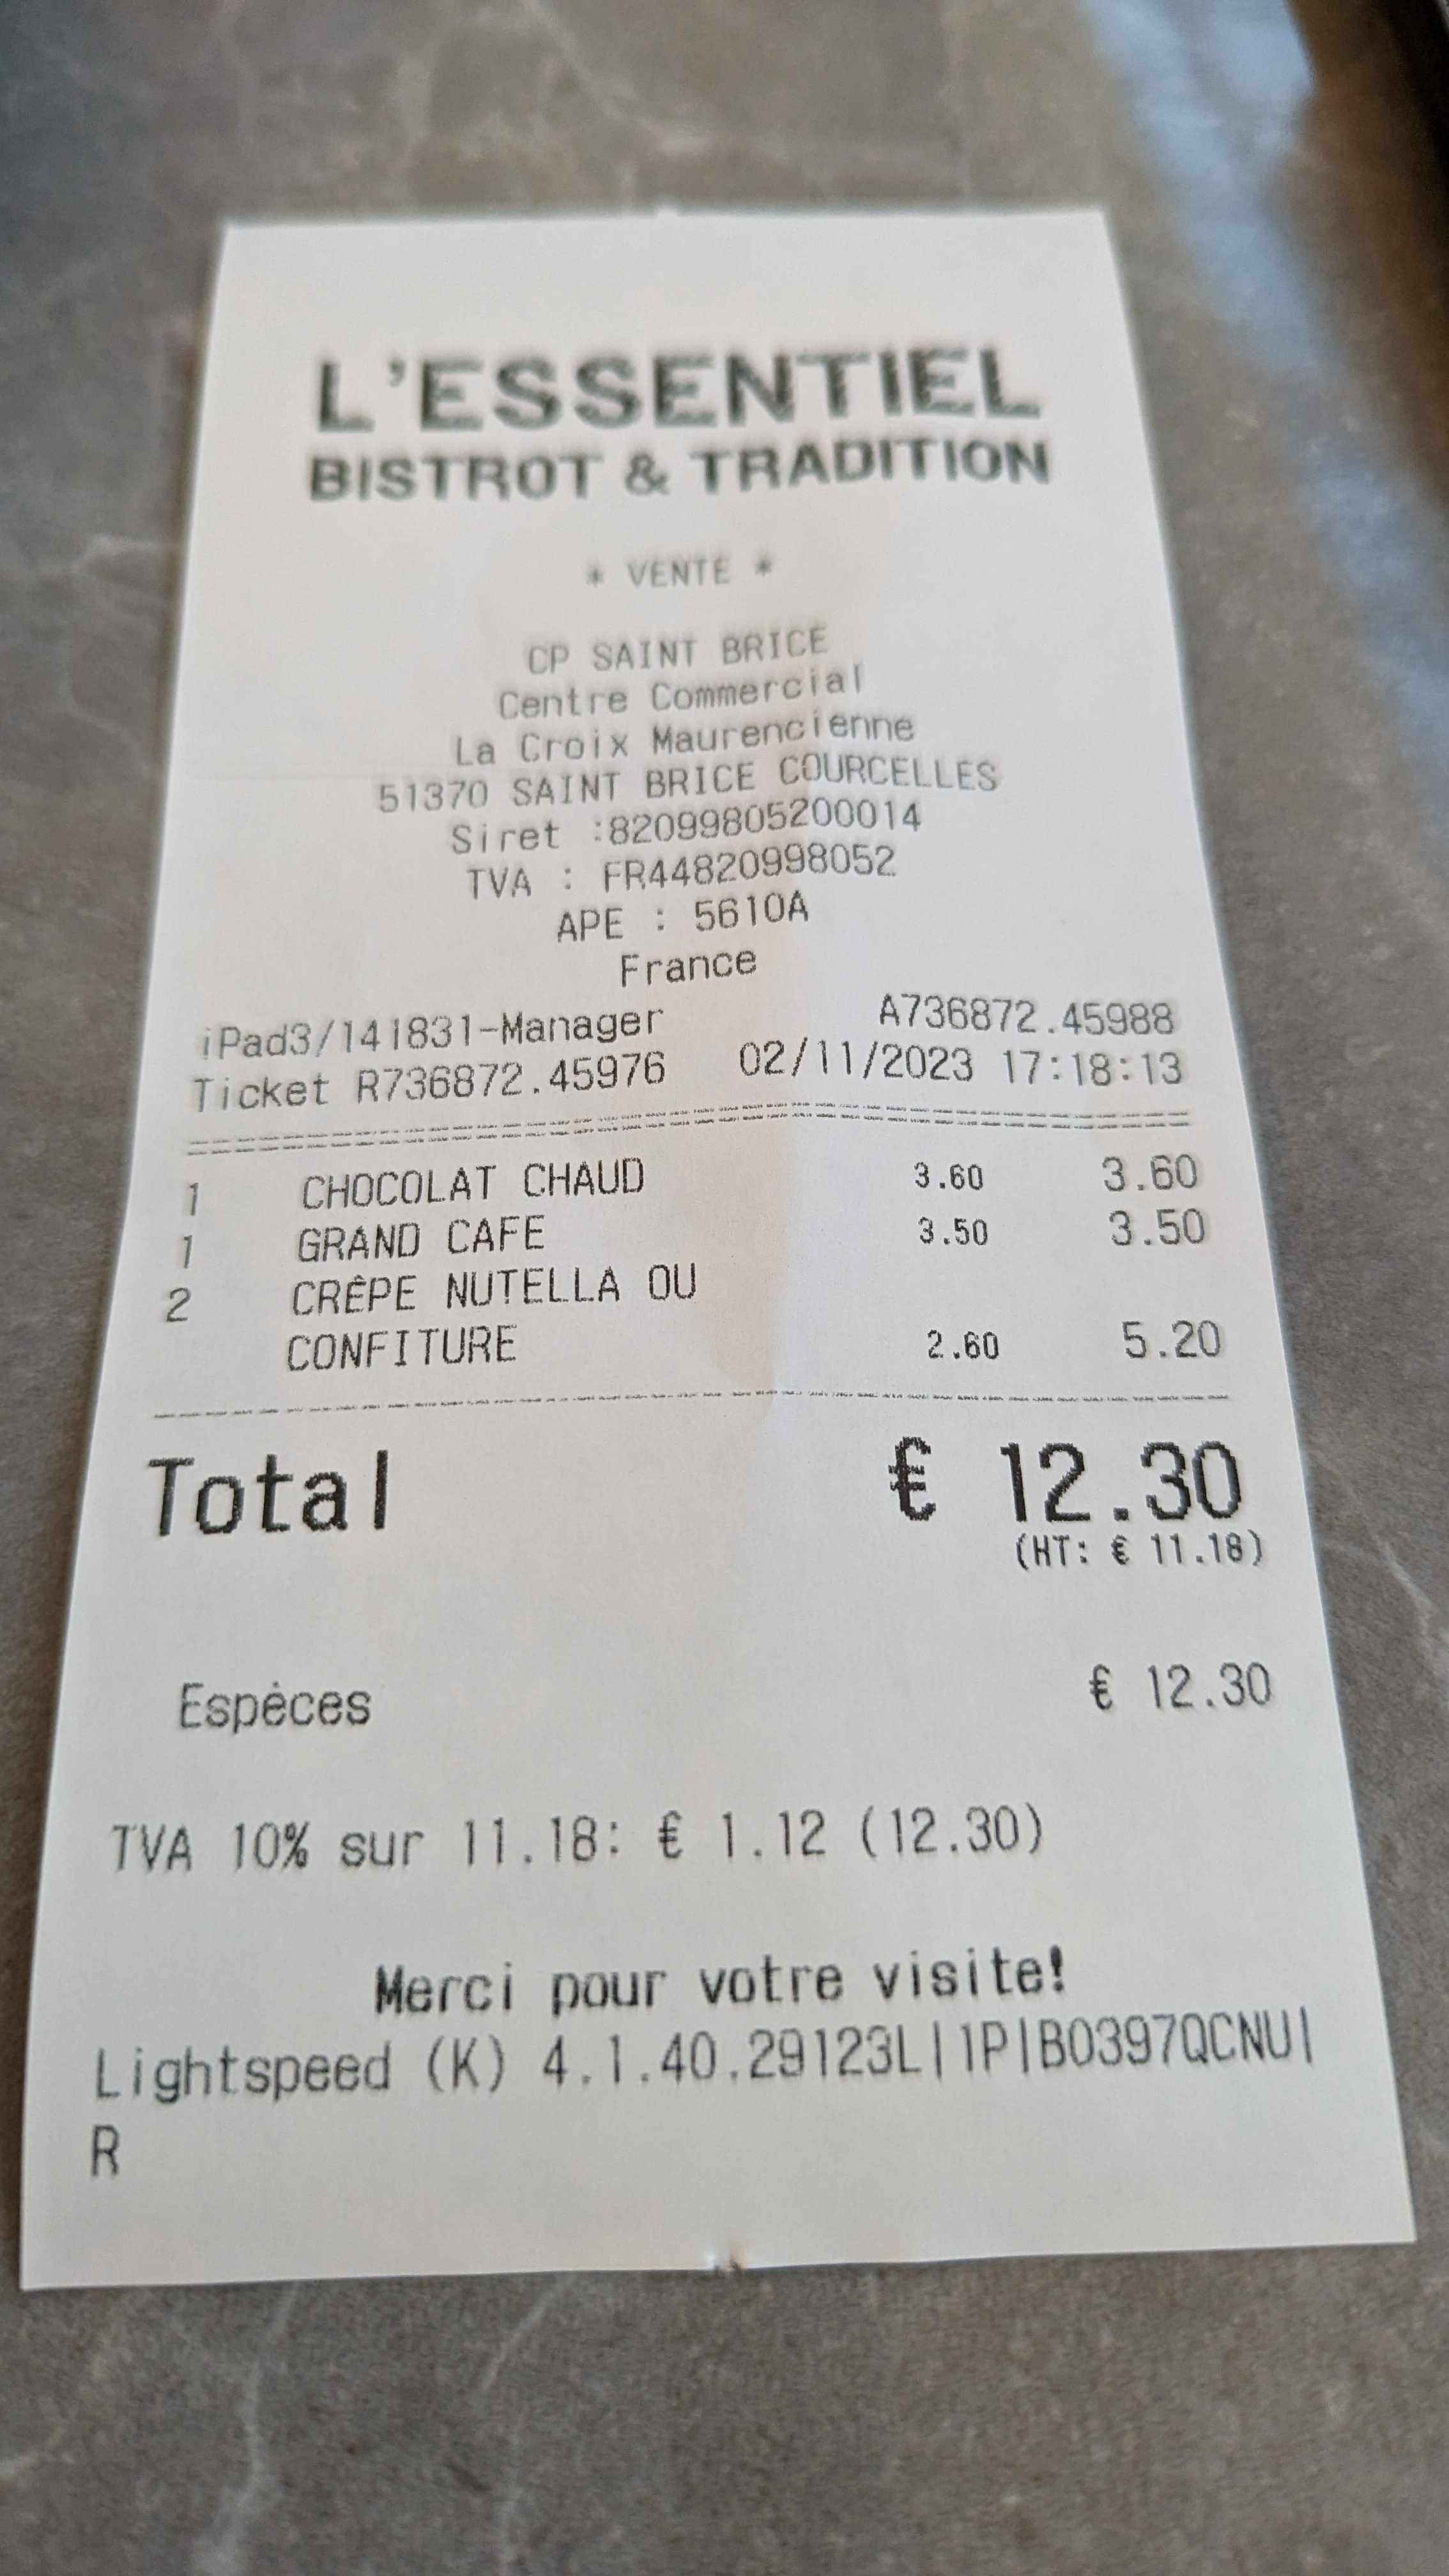 L'ESSENTIEL
BISTROT & TRADITION
* VENTE *
CP SAINT BRICE
Centre Commercial
La Croix Maurencienne
51370 SAINT BRICE COURCELLES
Siret :82099805200014
TVA : FR44820998052
APE : 5610A
France
iPad3/141831-Manager A736872.45988
Ticket R736872.45976 02/11/2023 17:18:13
1 CHOCOLAT CHAUD 3.60 3.60
1 GRAND CAFE 3.50 3.50
2 CRÊPE NUTELLA OU
CONFITURE 2.60 5.20
Total € 12.30
(HT: € 11.18)
Espèces € 12.30
TVA 10% sur 11.18: € 1.12 (12.30)
Merci pour votre visite!
Lightspeed (K) 4.1.40.29123L|1P|B0397QCNU|
R